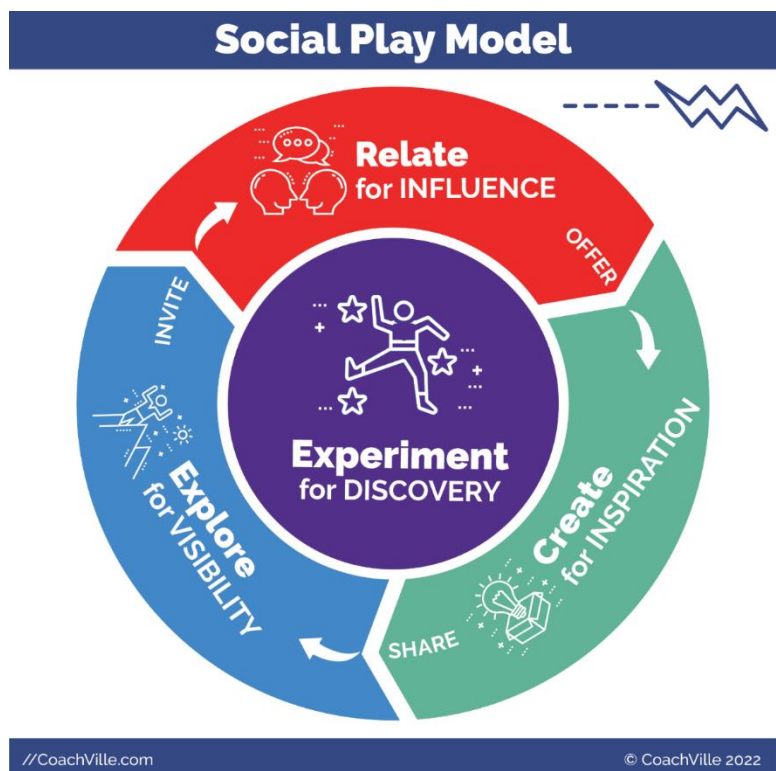 Social Play Model
Relate
for INFLUENCE
OFFER
Create
for INSPIRATION
SHARE
Explore
for VISIBILITY
INVITE
Experiment
for DISCOVERY
//CoachVille.com
© CoachVille 2022